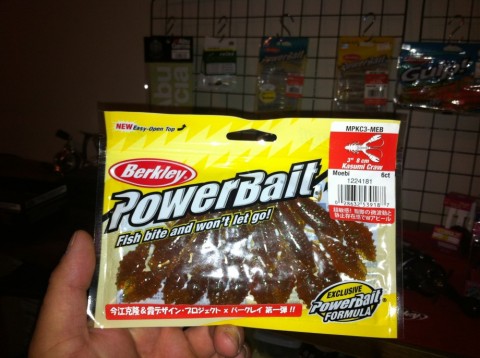 NEW Easy-Open Top
Berkley
PowerBait
Fish bite and won't let go!
MPKC3-MEB
3" 8 cm
Kasumi Craw
Moebi 6ct
1224181
EXCLUSIVE
PowerBait
FORMULA
今江克隆&霞デザイン・プロジェクト×バークレイ 第一弾!!
Gulp